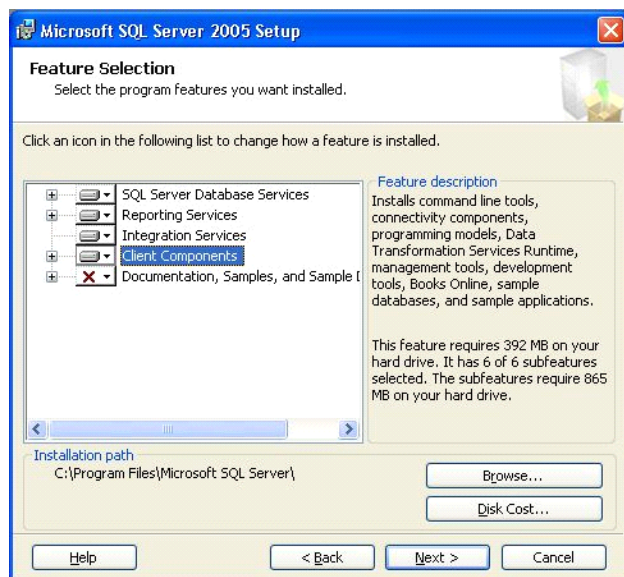 Microsoft SQL Server 2005 Setup
Feature Selection
Select the program features you want installed.
Click an icon in the following list to change how a feature is installed.
SQL Server Database Services
Reporting Services
Integration Services
Client Components
Documentation, Samples, and Sample D
Feature description
Installs command line tools,
connectivity components,
programming models, Data
Transformation Services Runtime,
management tools, development
tools, Books Online, sample
databases, and sample applications.
This feature requires 392 MB on your
hard drive. It has 6 of 6 subfeatures
selected. The subfeatures require 865
MB on your hard drive.
Installation path
C:\Program Files\Microsoft SQL Server\
Browse...
Disk Cost...
Help
< Back
Next >
Cancel